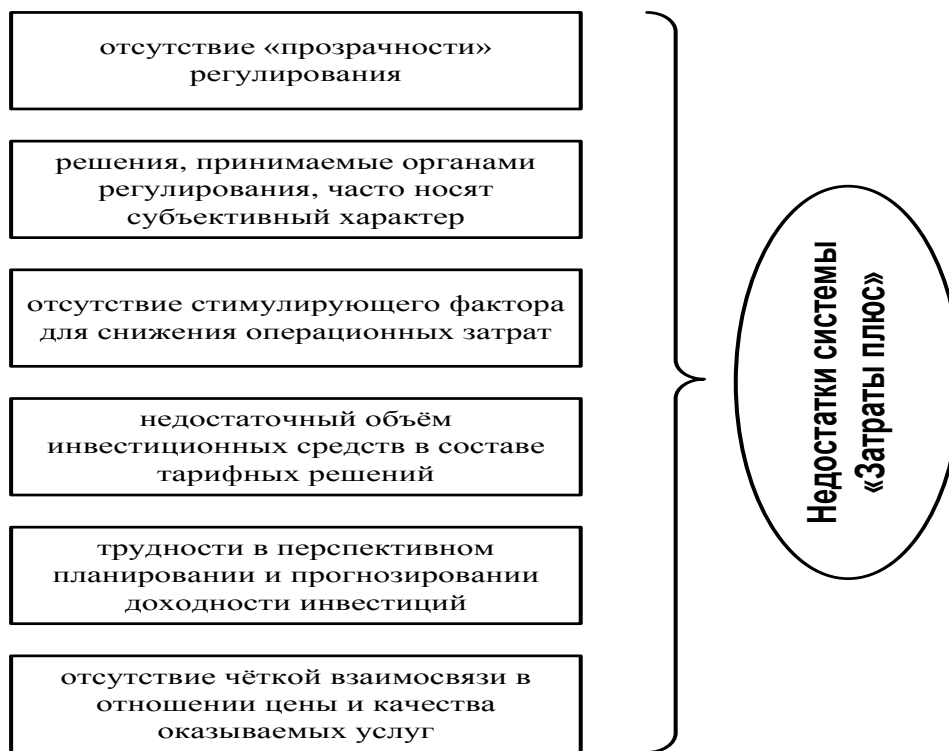 отсутствие «прозрачности»
регулирования
решения, принимаемые органами
регулирования, часто носят
субъективный характер
отсутствие стимулирующего фактора
для снижения операционных затрат
недостаточный объём
инвестиционных средств в составе
тарифных решений
трудности в перспективном
планировании и прогнозировании
доходности инвестиций
отсутствие чёткой взаимосвязи в
отношении цены и качества
оказываемых услуг
Недостатки системы
«Затраты плюс»